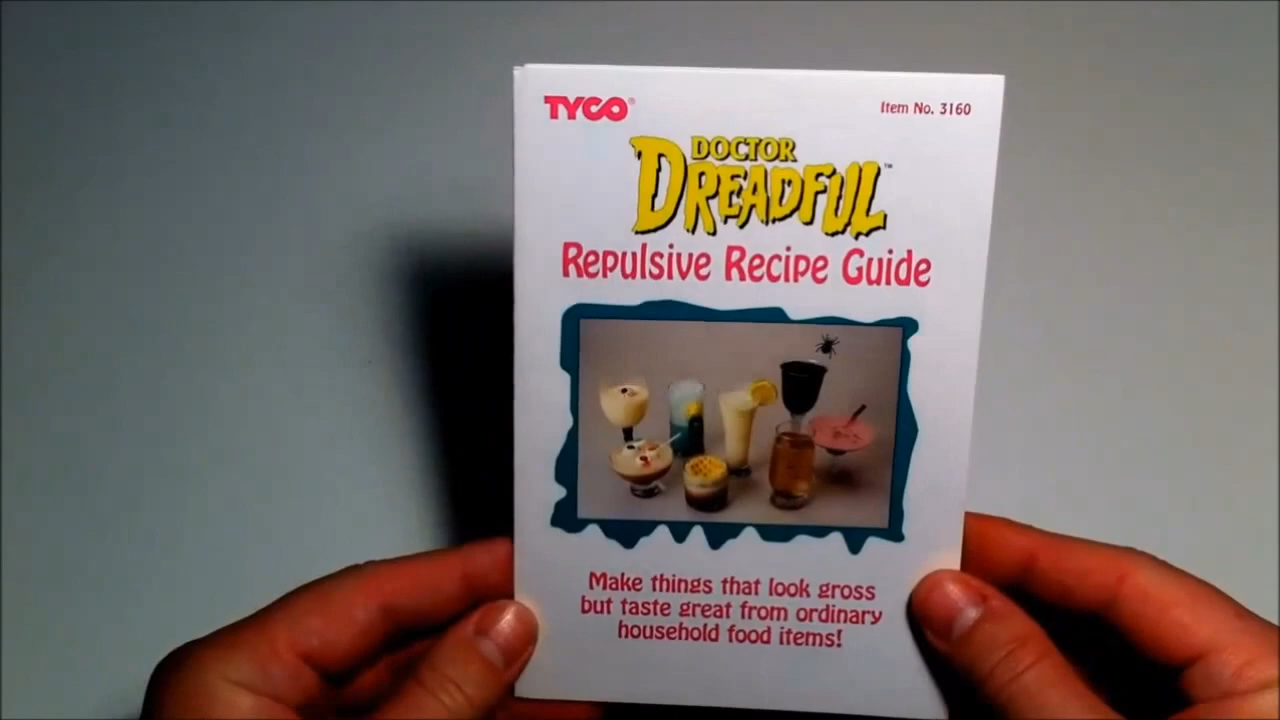 TYCO®
Item No. 3160
DOCTOR
DREADFUL™
Repulsive Recipe Guide
Make things that look gross
but taste great from ordinary
household food items!